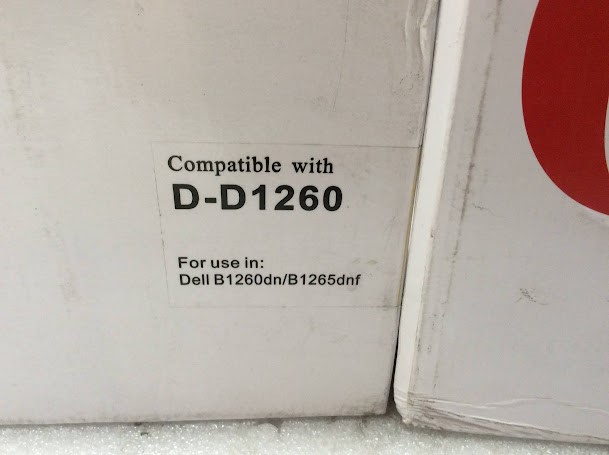 Compatible with
D-D1260
For use in:
Dell B1260dn/B1265dnf